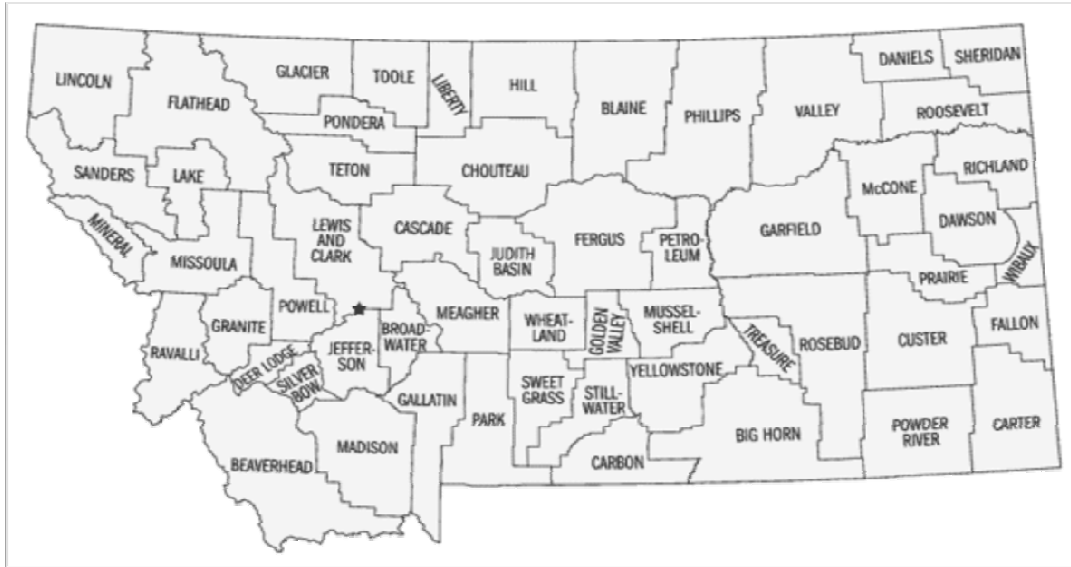 LINCOLN
FLATHEAD
GLACIER
TOOLE
LIBERTY
HILL
BLAINE
PHILLIPS
VALLEY
DANIELS
SHERIDAN
ROOSEVELT
PONDERA
TETON
CHOUTEAU
SANDERS
LAKE
RICHLAND
McCONE
DAWSON
WIBAUX
MINERAL
MISSOULA
LEWIS
AND
CLARK
CASCADE
JUDITH
BASIN
FERGUS
PETRO-
LEUM
GARFIELD
PRAIRIE
POWELL
GRANITE
RAVALLI
DEER LODGE
SILVER
BOW
JEFFER-
SON
BROAD-
WATER
MEAGHER
WHEAT-
LAND
GOLDEN
VALLEY
MUSSEL-
SHELL
TREASURE
ROSEBUD
CUSTER
FALLON
GALLATIN
PARK
SWEET
GRASS
STILL-
WATER
YELLOWSTONE
BIG HORN
POWDER
RIVER
CARTER
BEAVERHEAD
MADISON
CARBON